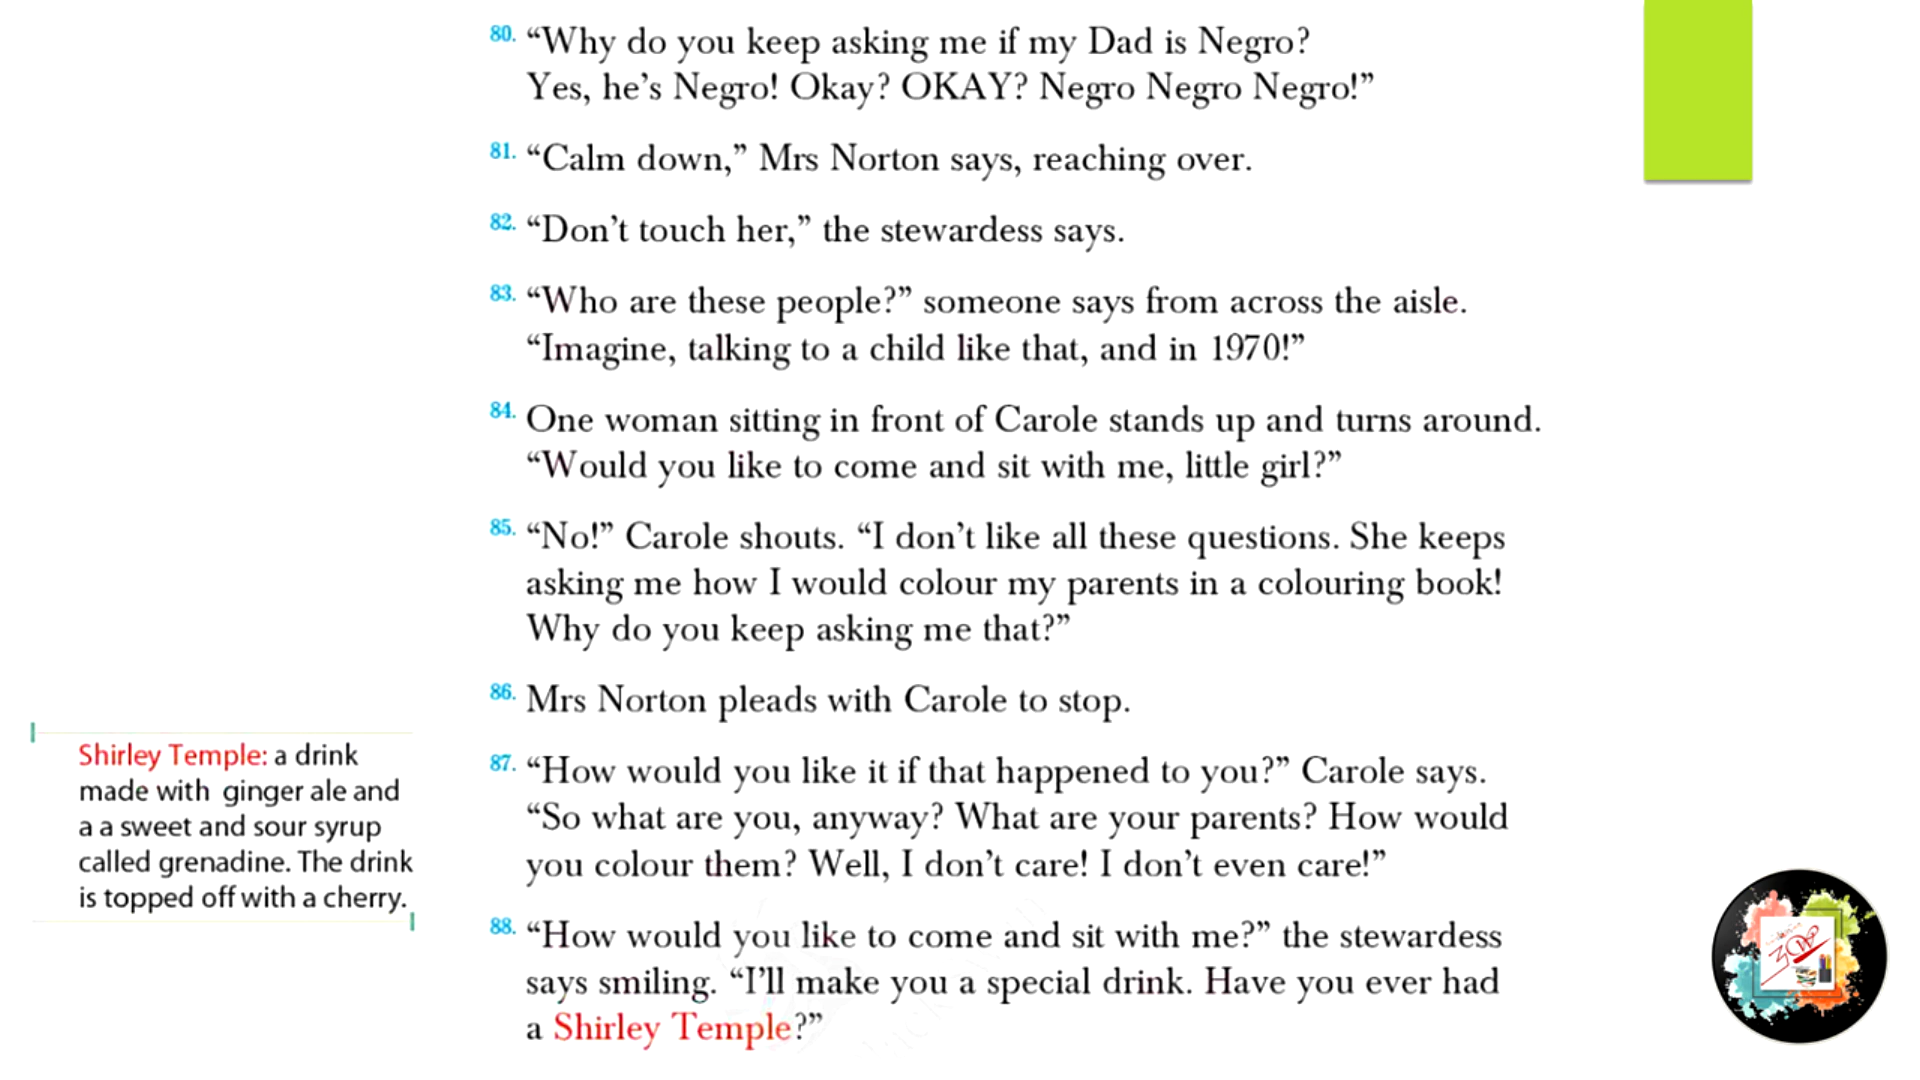 80. “Why do you keep asking me if my Dad is Negro?
Yes, he’s Negro! Okay? OKAY? Negro Negro Negro!”
81. “Calm down,” Mrs Norton says, reaching over.
82. “Don’t touch her,” the stewardess says.
83. “Who are these people?” someone says from across the aisle.
“Imagine, talking to a child like that, and in 1970!”
84. One woman sitting in front of Carole stands up and turns around.
“Would you like to come and sit with me, little girl?”
85. “No!” Carole shouts. “I don’t like all these questions. She keeps
asking me how I would colour my parents in a colouring book!
Why do you keep asking me that?”
86. Mrs Norton pleads with Carole to stop.
87. “How would you like it if that happened to you?” Carole says.
“So what are you, anyway? What are your parents? How would
you colour them? Well, I don’t care! I don’t even care!”
88. “How would you like to come and sit with me?” the stewardess
says smiling. “I’ll make you a special drink. Have you ever had
a Shirley Temple?”
Shirley Temple: a drink
made with ginger ale and
a a sweet and sour syrup
called grenadine. The drink
is topped off with a cherry.